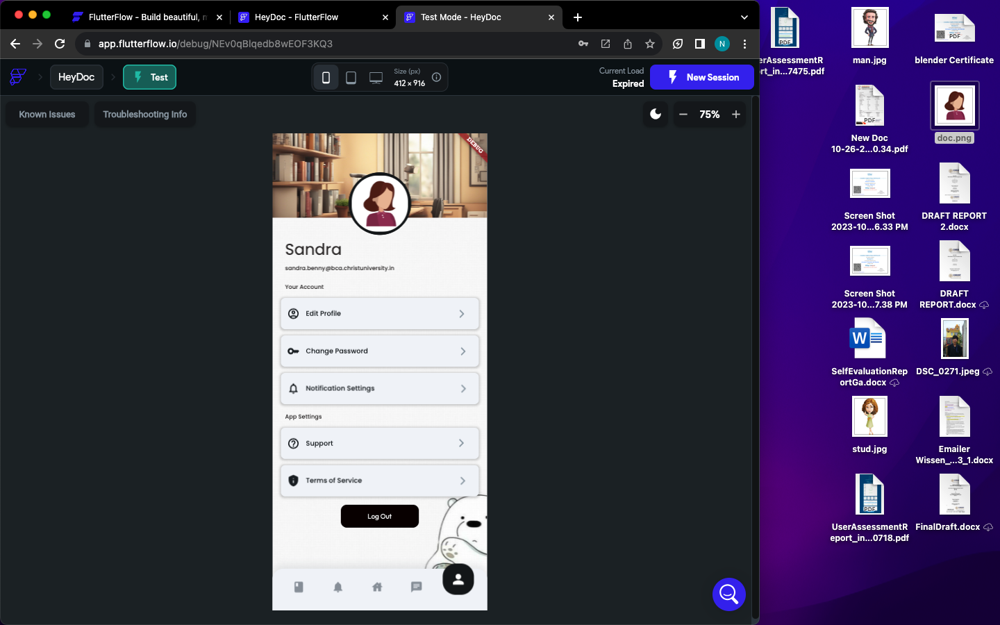 FlutterFlow - Build beautiful, r
HeyDoc - FlutterFlow
Test Mode - HeyDoc
app.flutterflow.io/debug/NEv0qBlqedb8wEOF3KQ3
N
HeyDoc
Test
Size (px)
412 × 916
Current Load
Expired
New Session
Known Issues
Troubleshooting Info
75%
DEBUG
Sandra
sandra.benny@bca.christuniversity.in
Your Account
Edit Profile
Change Password
Notification Settings
App Settings
Support
Terms of Service
Log Out
PDF
erAssessmentR
ort_in...7475.pdf
man.jpg
PDF
blender Certificate
PDF
New Doc
10-26-2...0.34.pdf
doc.png
Screen Shot
2023-10...6.33 PM
DRAFT REPORT
2.docx
Screen Shot
2023-10...7.38 PM
DRAFT
REPORT.docx
W
SelfEvaluationRep
ortGa.docx
DSC_0271.jpeg
stud.jpg
Emailer
Wissen_...3_1.docx
PDF
UserAssessmentR
eport_in...0718.pdf
FinalDraft.docx